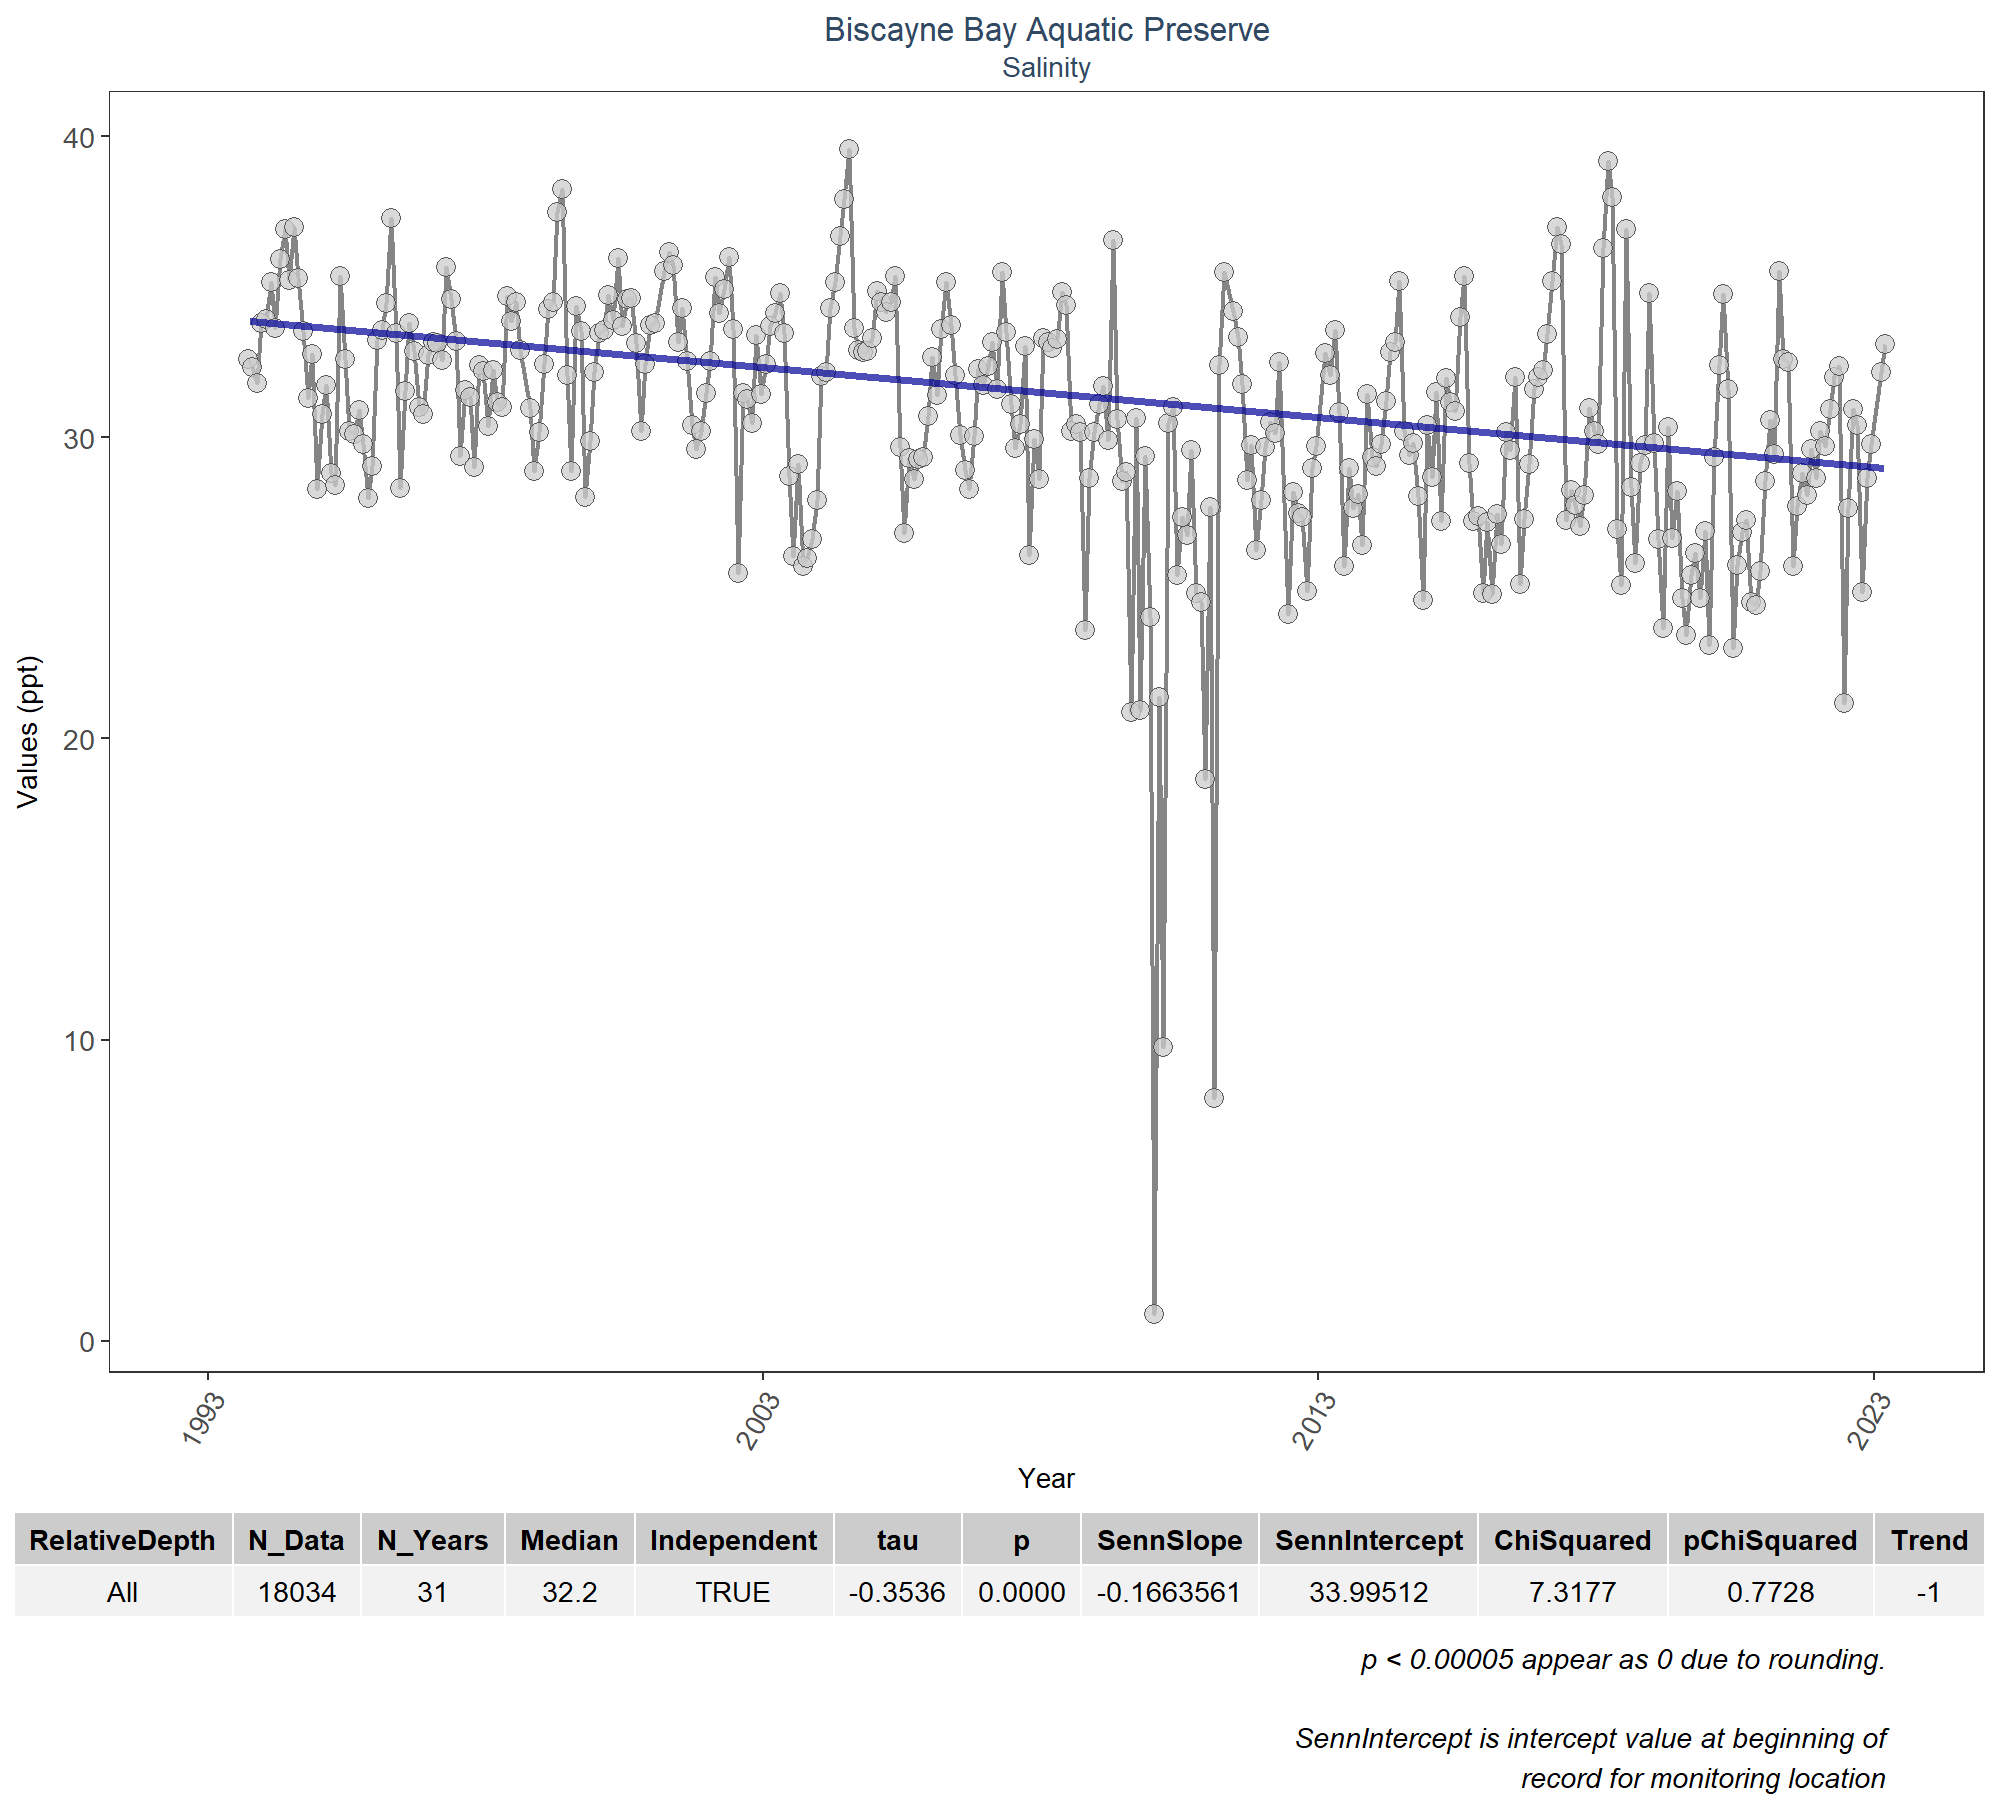 Biscayne Bay Aquatic Preserve
Salinity
Values (ppt)
40
30
20
10
0
1993 2003 2013 2023
Year
RelativeDepth N_Data N_Years Median Independent tau p SennSlope SennIntercept ChiSquared pChiSquared Trend
All 18034 31 32.2 TRUE -0.3536 0.0000 -0.1663561 33.99512 7.3177 0.7728 -1
p < 0.00005 appear as 0 due to rounding.
SennIntercept is intercept value at beginning of
record for monitoring location